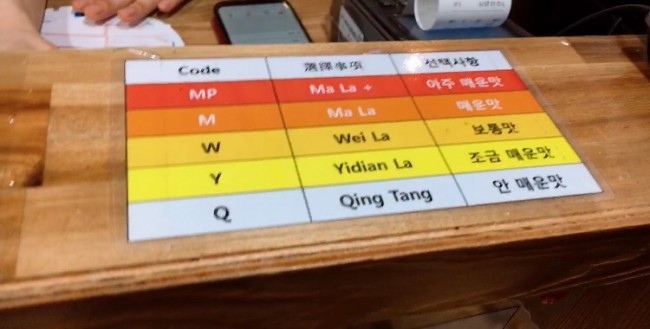 Code 選擇事項 선택사항
MP Ma La + 아주 매운맛
M Ma La 매운맛
W Wei La 보통맛
Y Yidian La 조금 매운맛
Q Qing Tang 안 매운맛